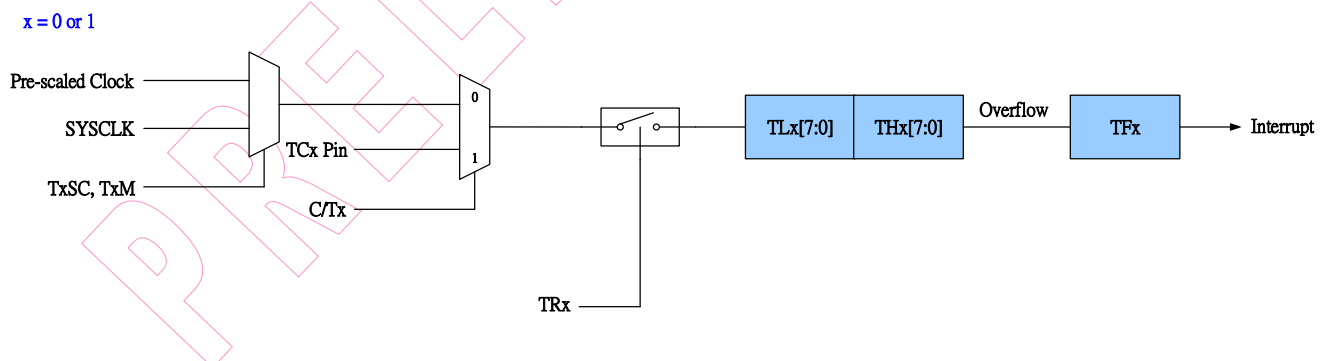 x = 0 or 1
Pre-scaled Clock
SYSCLK
TxSC, TxM
0
TCx Pin
1
C/Tx
TRx
TLx[7:0]
THx[7:0]
Overflow
TFx
Interrupt
PREL